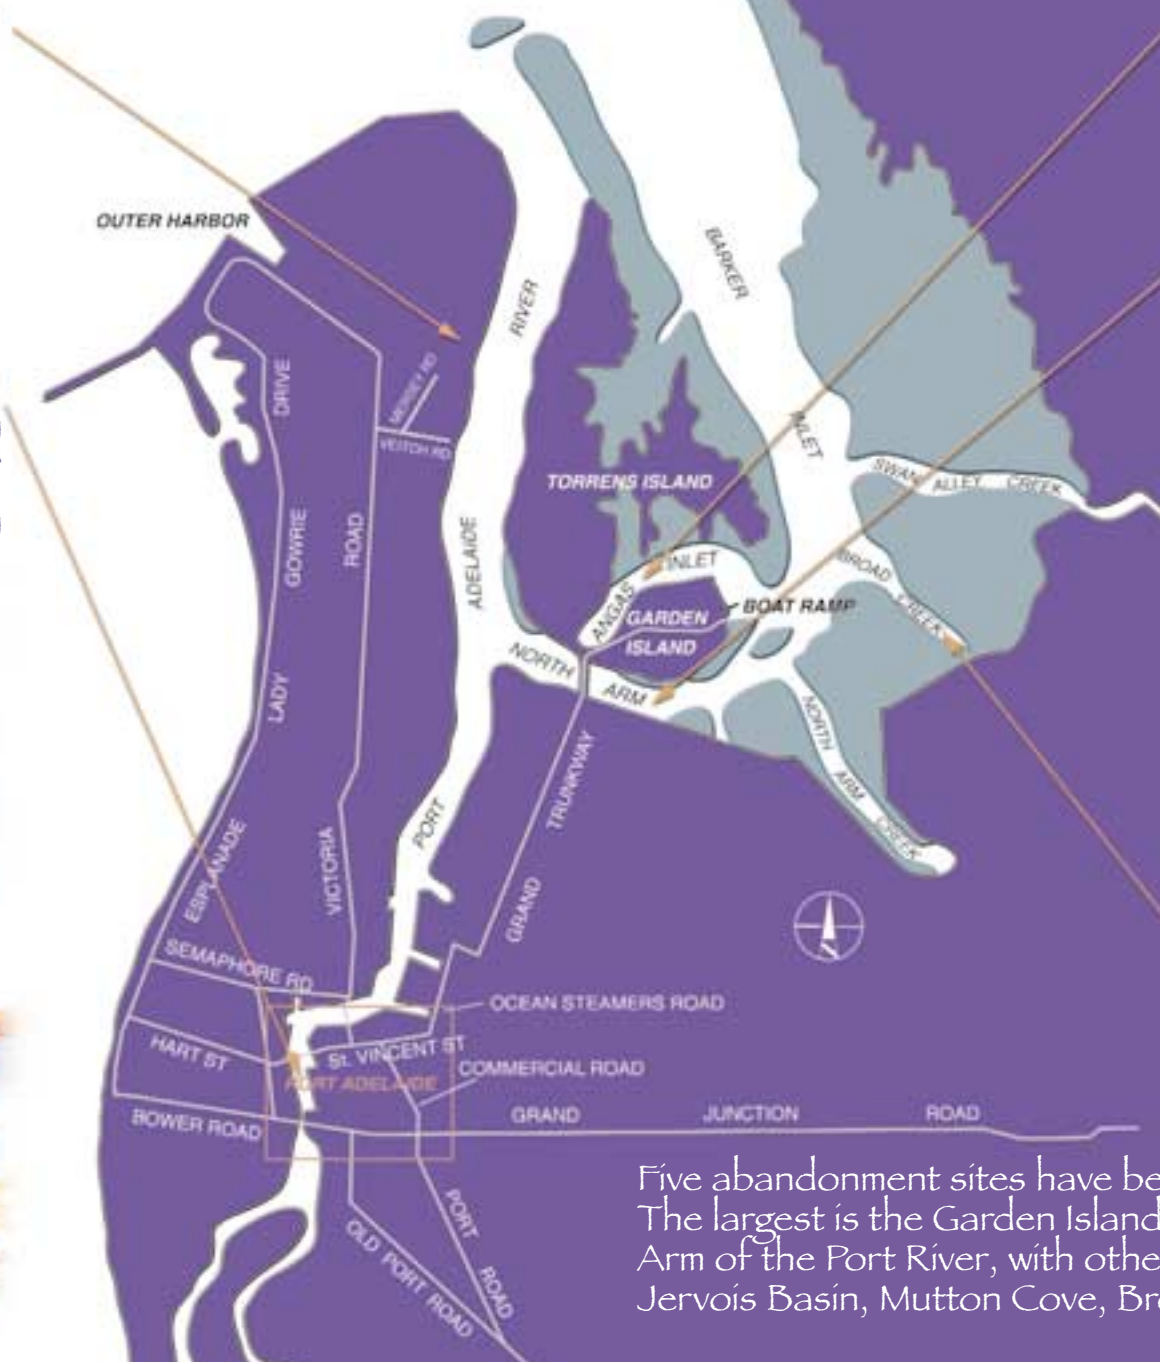 OUTER HARBOR
BARKER
INLET
RIVER
ADELAIDE
PORT
DRIVE
GOWRIE
LADY
ESPLANADE
MERSEY RD
VEITCH RD
ROAD
VICTORIA
TORRENS ISLAND
SWAN ALLEY CREEK
BROAD
CREEK
ANGAS
INLET
GARDEN
ISLAND
BOAT RAMP
NORTH
ARM
NORTH
ARM
CREEK
TRUNKWAY
GRAND
N
SEMAPHORE RD
OCEAN STEAMERS ROAD
HART ST
St. VINCENT ST
COMMERCIAL ROAD
PORT ADELAIDE
BOWER ROAD
GRAND JUNCTION ROAD
PORT
ROAD
OLD PORT ROAD
Five abandonment sites have be
The largest is the Garden Island
Arm of the Port River, with othe
Jervois Basin, Mutton Cove, Br